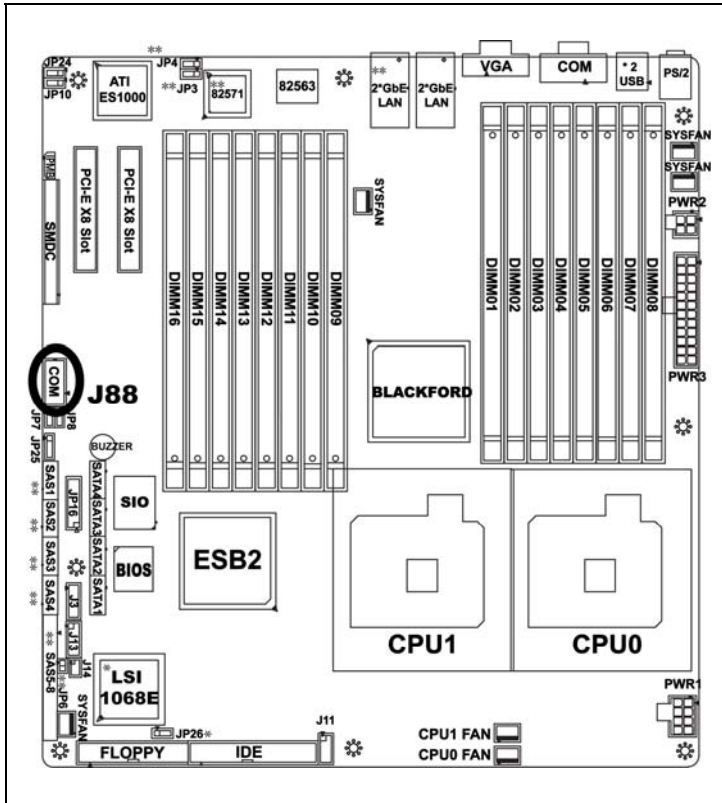 **
JP24
JP10
ATI
ES1000
JP4
**
JP3
**
82571
82563
**
2*GbE
LAN
2*GbE
LAN
VGA
COM
* 2
USB
PS/2
SYSFAN
SYSFAN
PWR2
PWR3
PMB
SMDC
PCI-E X8 Slot
PCI-E X8 Slot
DIMM16
DIMM15
DIMM14
DIMM13
DIMM12
DIMM11
DIMM10
DIMM09
SYSFAN
DIMM01
DIMM02
DIMM03
DIMM04
DIMM05
DIMM06
DIMM07
DIMM08
BLACKFORD
COM
J88
JP7
JP8
JP25
BUZZER
SAS1
**
SAS2
**
SAS3
**
SAS4
**
SAS5-8
**
JP16
SATA4
SATA3
SATA2
SATA1
SIO
BIOS
ESB2
CPU1
CPU0
J3
J13
J14
**
JP6
SYSFAN
*
LSI
1068E
JP26*
J11
FLOPPY
IDE
CPU1 FAN
CPU0 FAN
PWR1